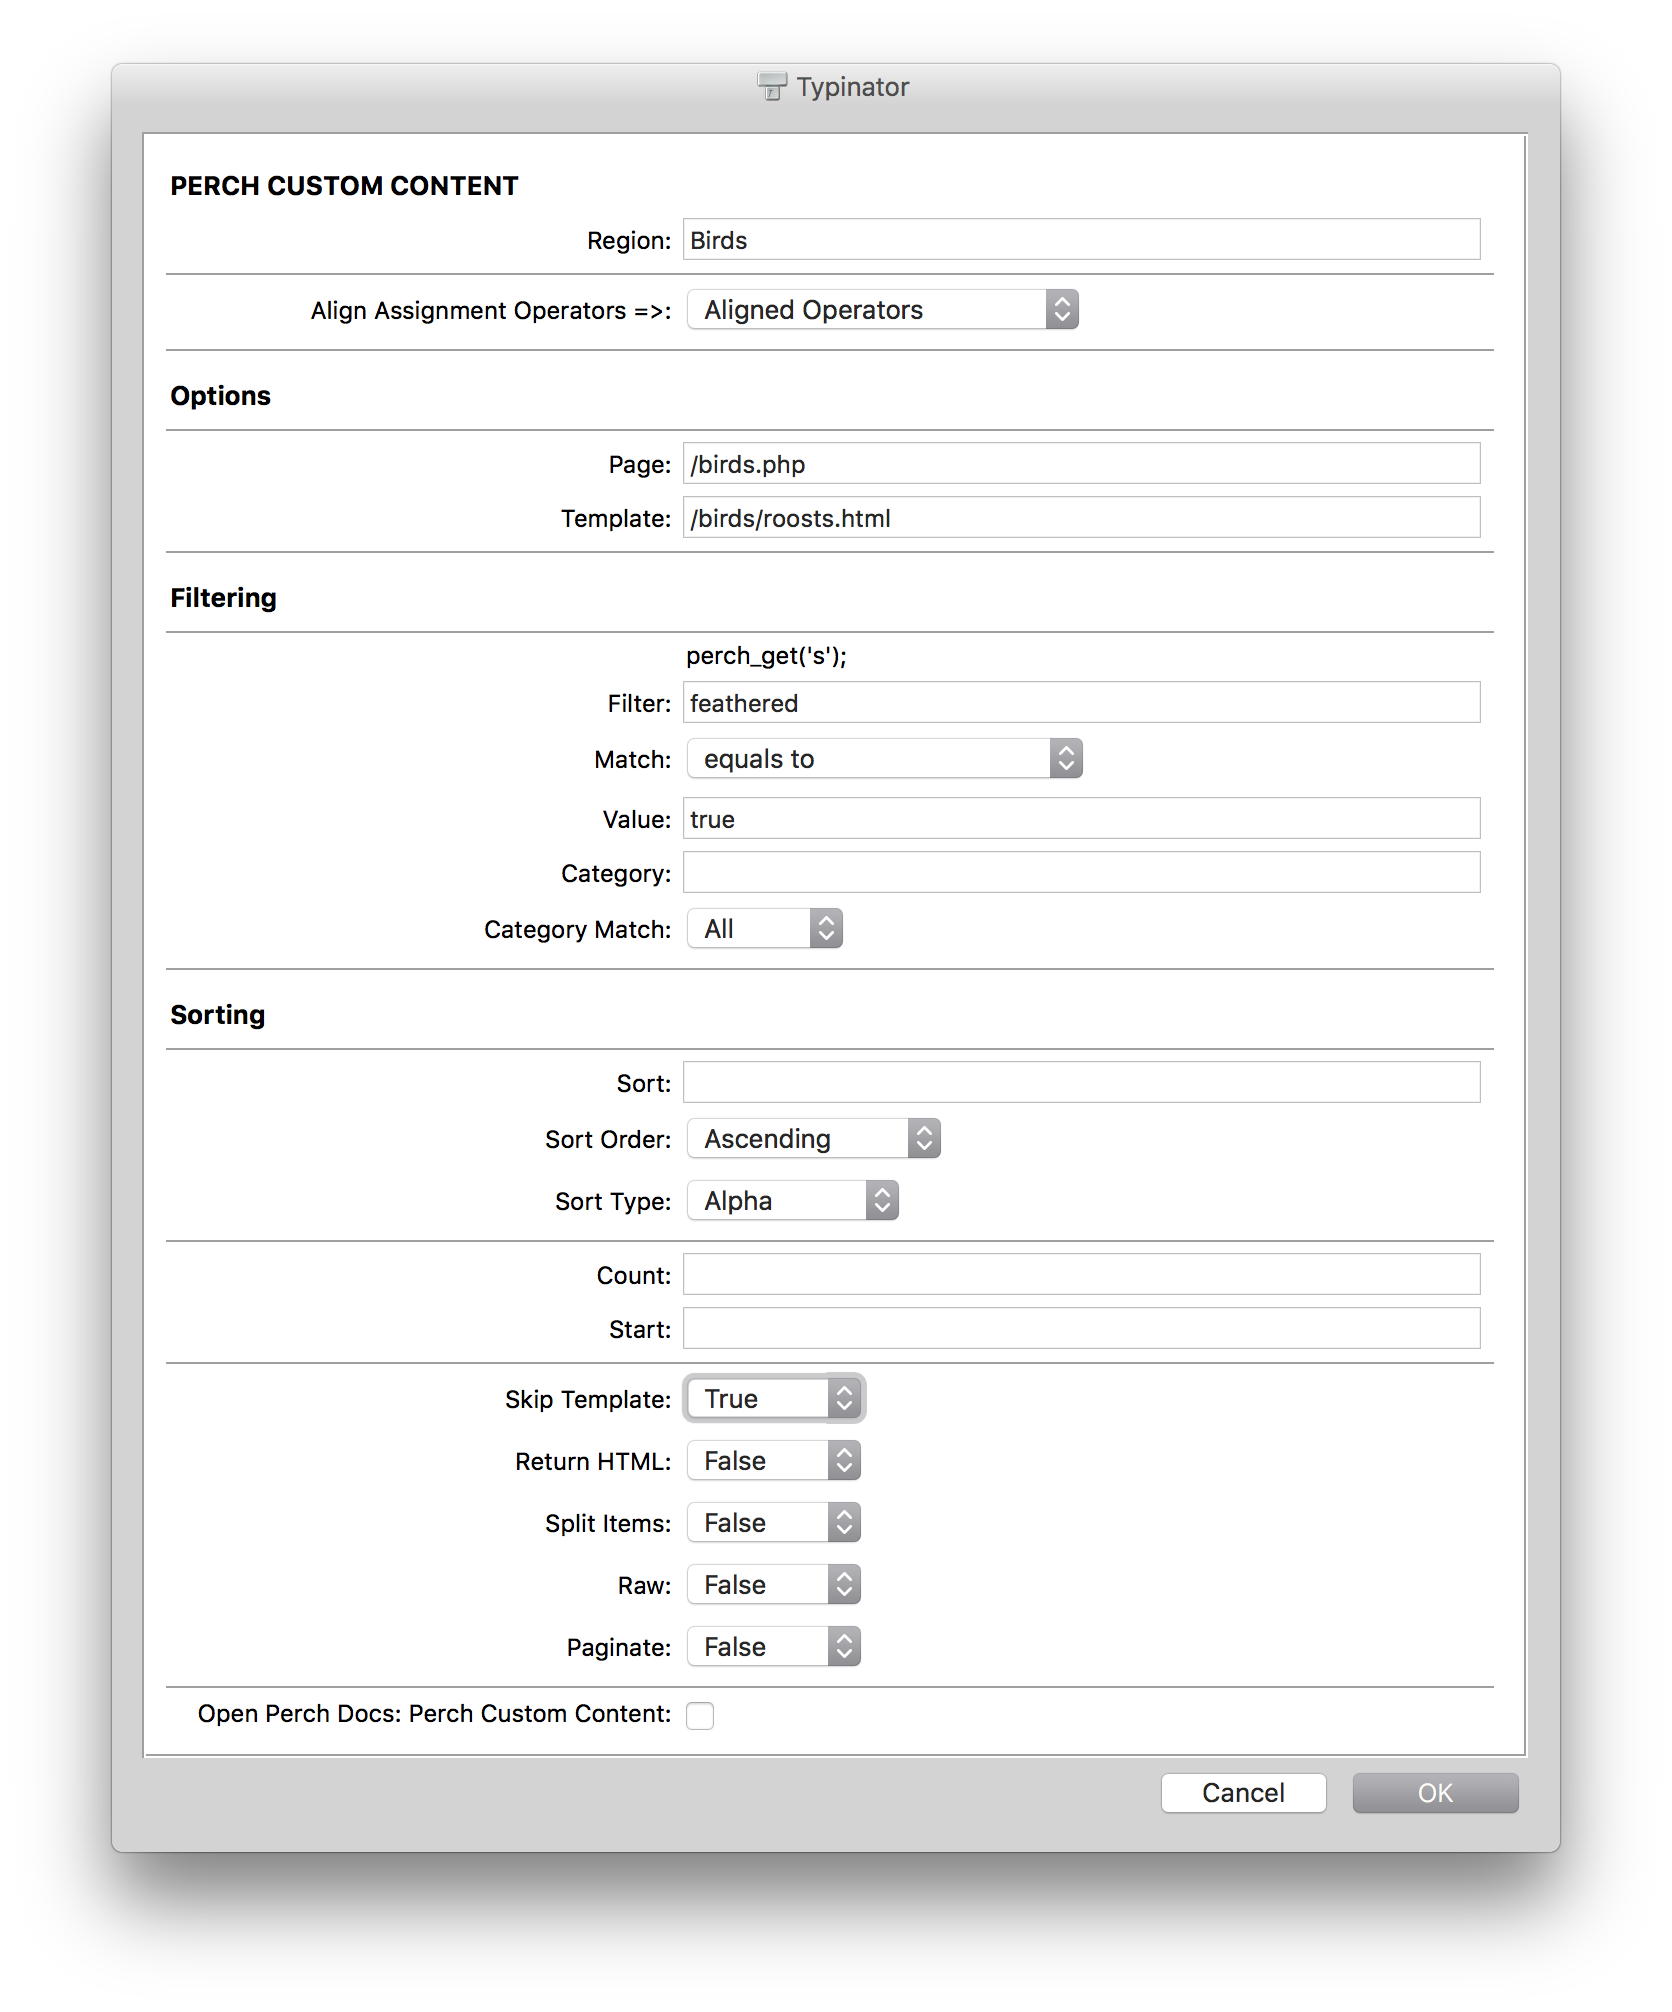 Typinator
PERCH CUSTOM CONTENT
Region: Birds
Align Assignment Operators =>: Aligned Operators
Options
Page: /birds.php
Template: /birds/roosts.html
Filtering
perch_get('s');
Filter: feathered
Match: equals to
Value: true
Category:
Category Match: All
Sorting
Sort:
Sort Order: Ascending
Sort Type: Alpha
Count:
Start:
Skip Template: True
Return HTML: False
Split Items: False
Raw: False
Paginate: False
Open Perch Docs: Perch Custom Content:
Cancel OK